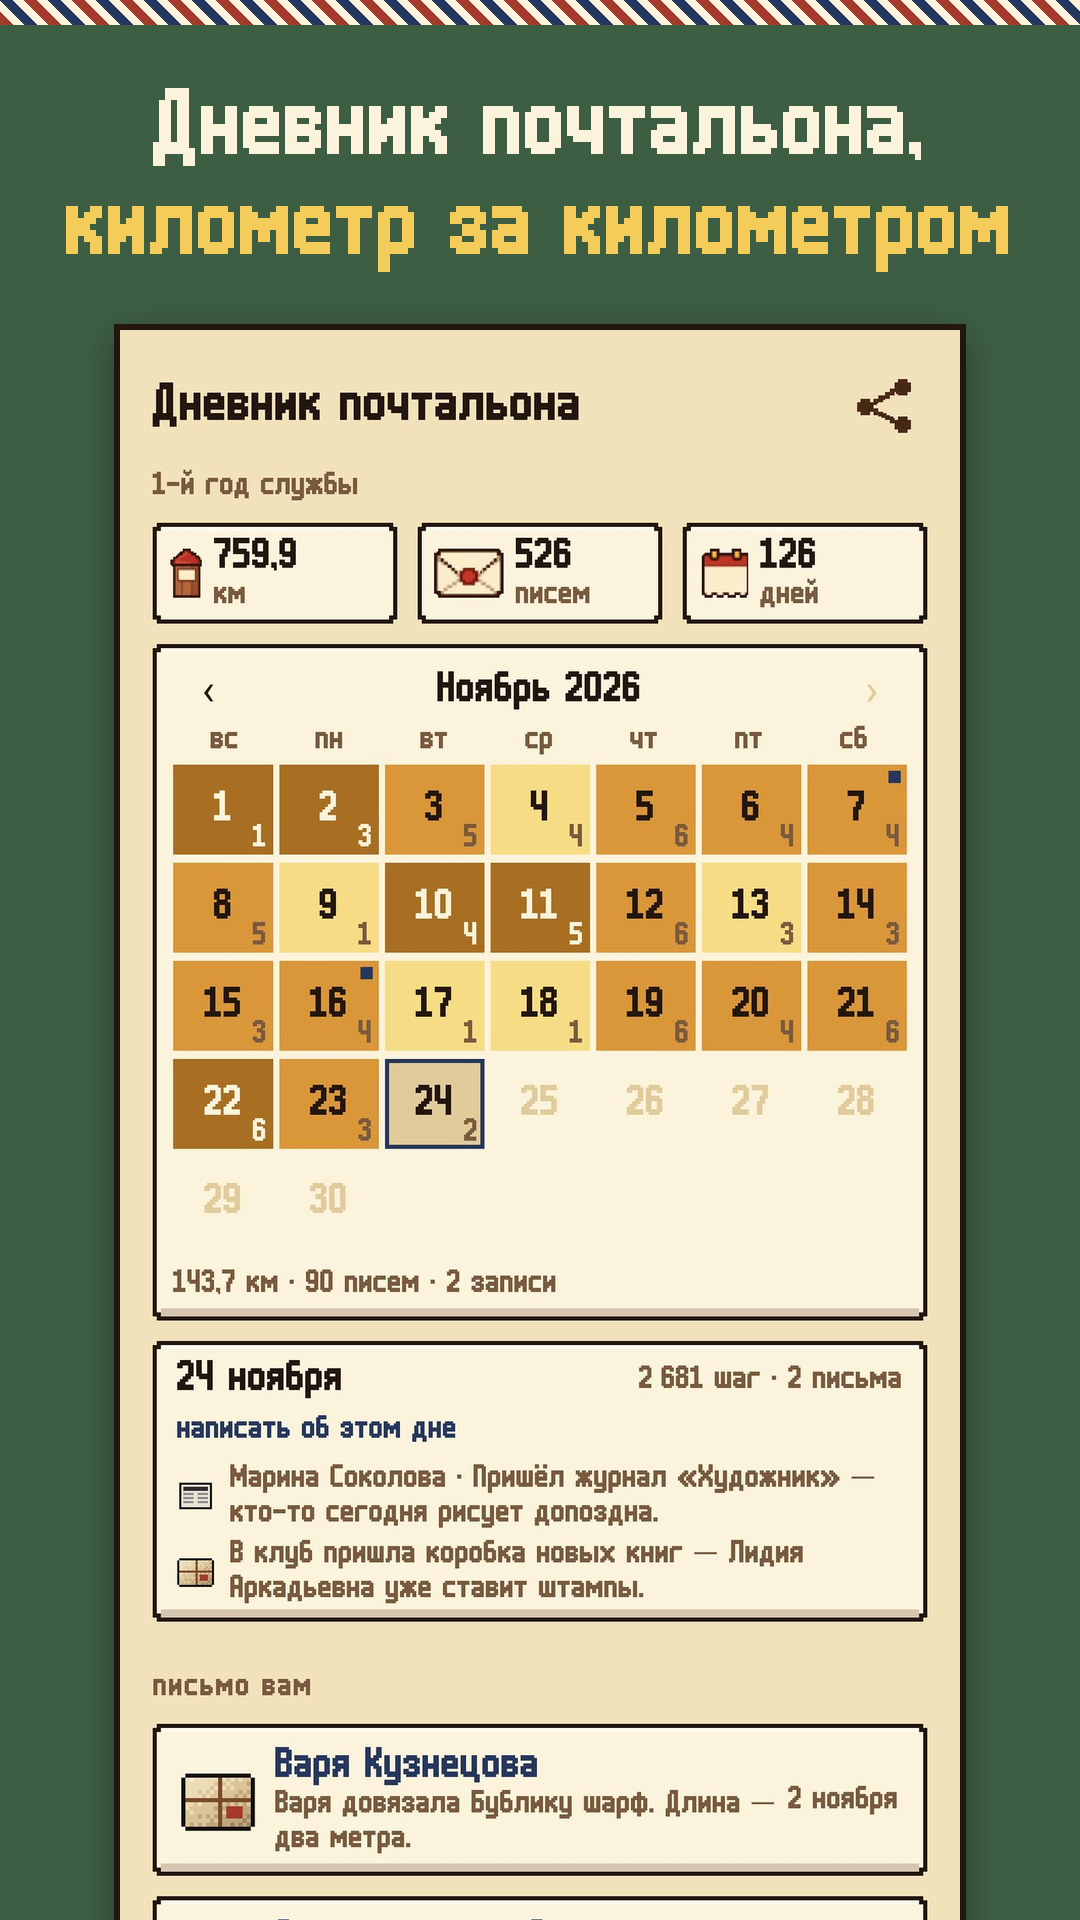 Дневник почтальона,
километр за километром
Дневник почтальона
1-й год службы
759,9
км
526
писем
126
дней
‹ Ноябрь 2026 ›
вс пн вт ср чт пт сб
1 2 3 4 5 6 7
1 3 5 4 6 4 4
8 9 10 11 12 13 14
5 1 4 5 6 3 3
15 16 17 18 19 20 21
3 4 1 1 6 4 6
22 23 24 25 26 27 28
6 3 2
29 30
143,7 км · 90 писем · 2 записи
24 ноября 2 681 шаг · 2 письма
написать об этом дне
Марина Соколова · Пришёл журнал «Художник» —
кто-то сегодня рисует допоздна.
В клуб пришла коробка новых книг — Лидия
Аркадьевна уже ставит штампы.
письмо вам
Варя Кузнецова
Варя довязала Бублику шарф. Длина — 2 ноября
два метра.